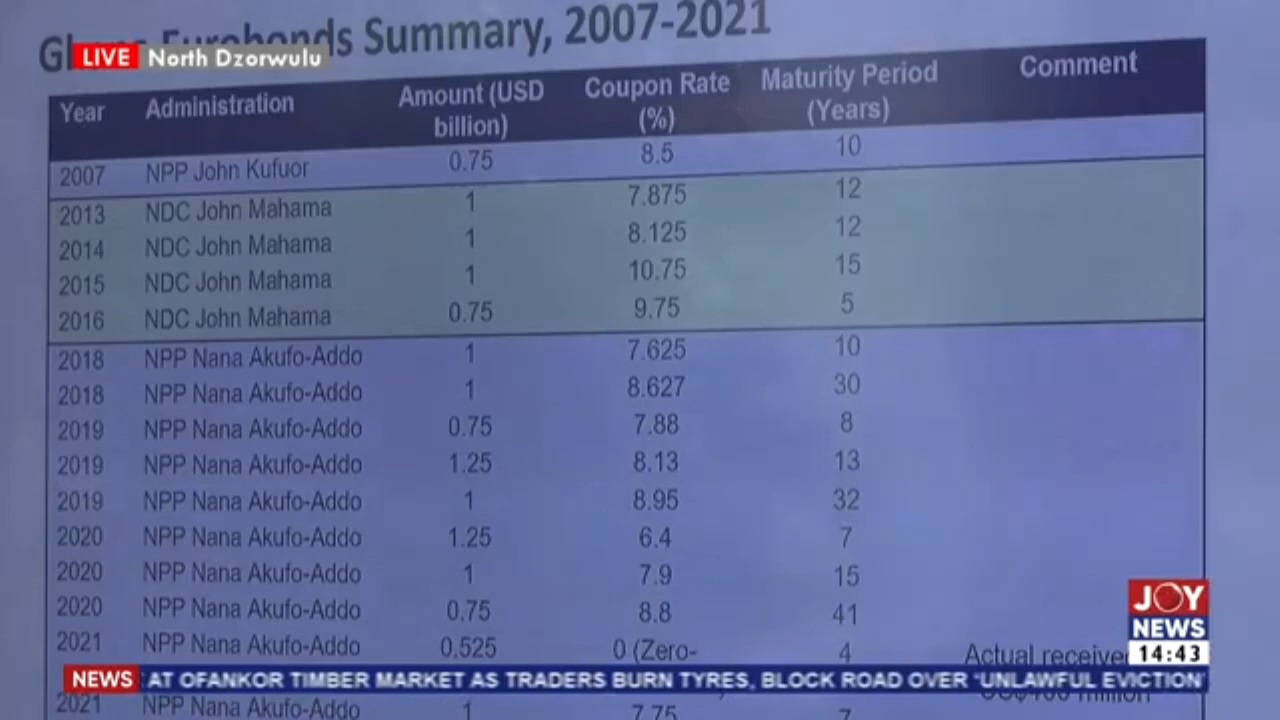 Eurobonds Summary, 2007-2021
LIVE North Dzorwulu
Year Administration Amount (USD billion) Coupon Rate (%) Maturity Period (Years) Comment
2007 NPP John Kufuor 0.75 8.5 10
2013 NDC John Mahama 1 7.875 12
2014 NDC John Mahama 1 8.125 12
2015 NDC John Mahama 1 10.75 15
2016 NDC John Mahama 0.75 9.75 5
2018 NPP Nana Akufo-Addo 1 7.625 10
2018 NPP Nana Akufo-Addo 1 8.627 30
2019 NPP Nana Akufo-Addo 0.75 7.88 8
2019 NPP Nana Akufo-Addo 1.25 8.13 13
2019 NPP Nana Akufo-Addo 1 8.95 32
2020 NPP Nana Akufo-Addo 1.25 6.4 7
2020 NPP Nana Akufo-Addo 1 7.9 15
2020 NPP Nana Akufo-Addo 0.75 8.8 41
2021 NPP Nana Akufo-Addo 0.525 0 (Zero- 4 Actual received
2021 NPP Nana Akufo-Addo 1 7.75 7
JOY
NEWS
14:43
NEWS AT OFANKOR TIMBER MARKET AS TRADERS BURN TYRES, BLOCK ROAD OVER 'UNLAWFUL EVICTION'